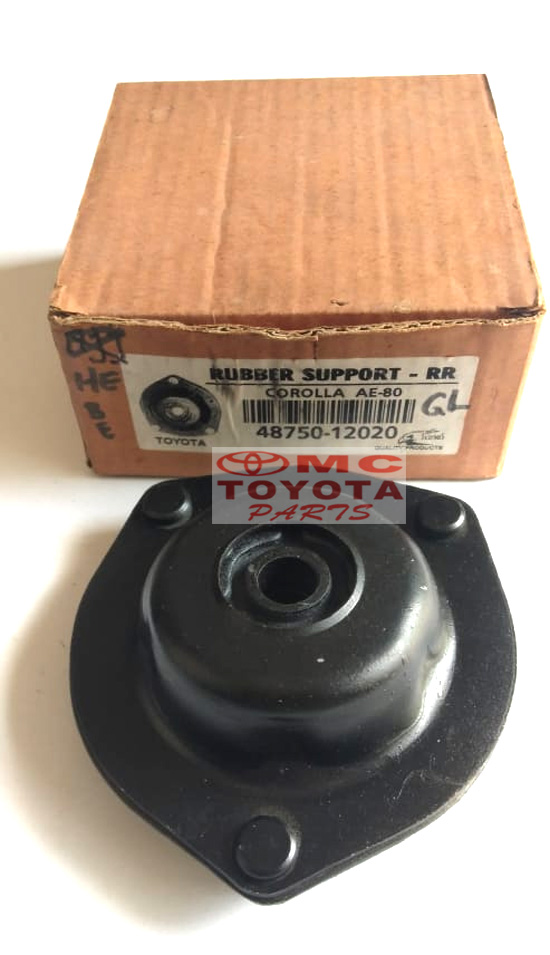 HE
B
E
RUBBER SUPPORT - RR
COROLLA AE-80
GL
48750-12020
TOYOTA
QUALITY PRODUCTS
MC
TOYOTA
PARTS